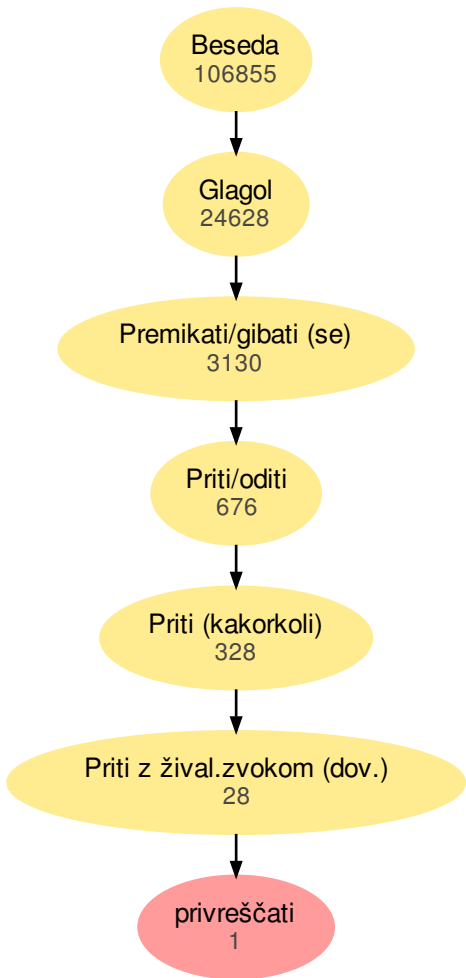 Beseda
106855
Glagol
24628
Premikati/gibati (se)
3130
Priti/oditi
676
Priti (kakorkoli)
328
Priti z žival.zvokom (dov.)
28
privreščati
1